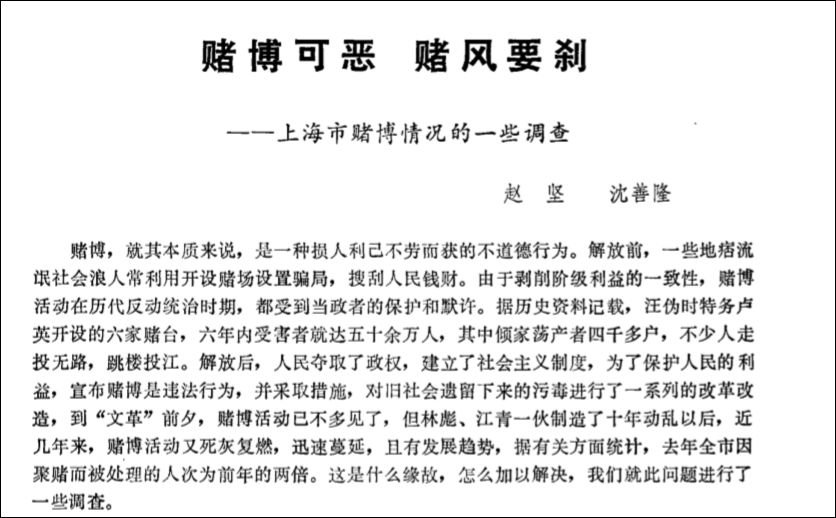 赌博可恶 赌风要刹
——上海市赌博情况的一些调查
赵 坚 沈善隆
赌博，就其本质来说，是一种损人利己不劳而获的不道德行为。解放前，一些地痞流
氓社会浪人常利用开设赌场设置骗局，搜刮人民钱财。由于剥削阶级利益的一致性，赌博
活动在历代反动统治时期，都受到当政者的保护和默许。据历史资料记载，汪伪时特务卢
英开设的六家赌台，六年内受害者就达五十余万人，其中倾家荡产者四千多户，不少人走
投无路，跳楼投江。解放后，人民夺取了政权，建立了社会主义制度，为了保护人民的利
益，宣布赌博是违法行为，并采取措施，对旧社会遗留下来的污毒进行了一系列的改革改
造，到“文革”前夕，赌博活动已不多见了，但林彪、江青一伙制造了十年动乱以后，近
几年来，赌博活动又死灰复燃，迅速蔓延，且有发展趋势，据有关方面统计，去年全市因
聚赌而被处理的人次为前年的两倍。这是什么缘故，怎么加以解决，我们就此问题进行了
一些调查。